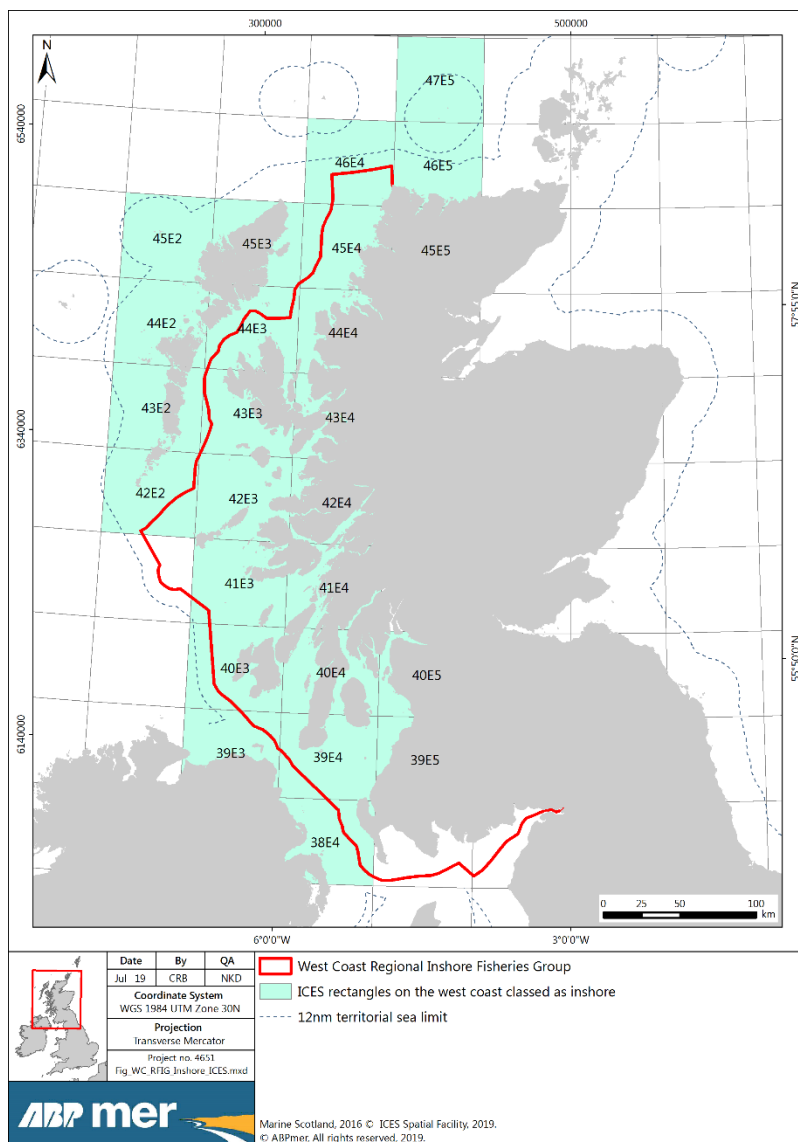 300000
500000
N
47E5
6540000
46E4
46E5
45E2
45E3
45E4
45E5
57°55'0"N
44E2
44E3
44E4
43E2
43E3
43E4
6340000
42E2
42E3
42E4
41E3
41E4
55°50'0"N
40E3
40E4
40E5
6140000
39E3
39E4
39E5
38E4
0 25 50 100
km
6°0'0"W
3°0'0"W
Date By QA
Jul 19 CRB NKD
Coordinate System
WGS 1984 UTM Zone 30N
Projection
Transverse Mercator
Project no. 4651
Fig_WC_RFIG_Inshore_ICES.mxd
West Coast Regional Inshore Fisheries Group
ICES rectangles on the west coast classed as inshore
12nm territorial sea limit
ABPmer
Marine Scotland, 2016 © ICES Spatial Facility, 2019.
© ABPmer, All rights reserved, 2019.